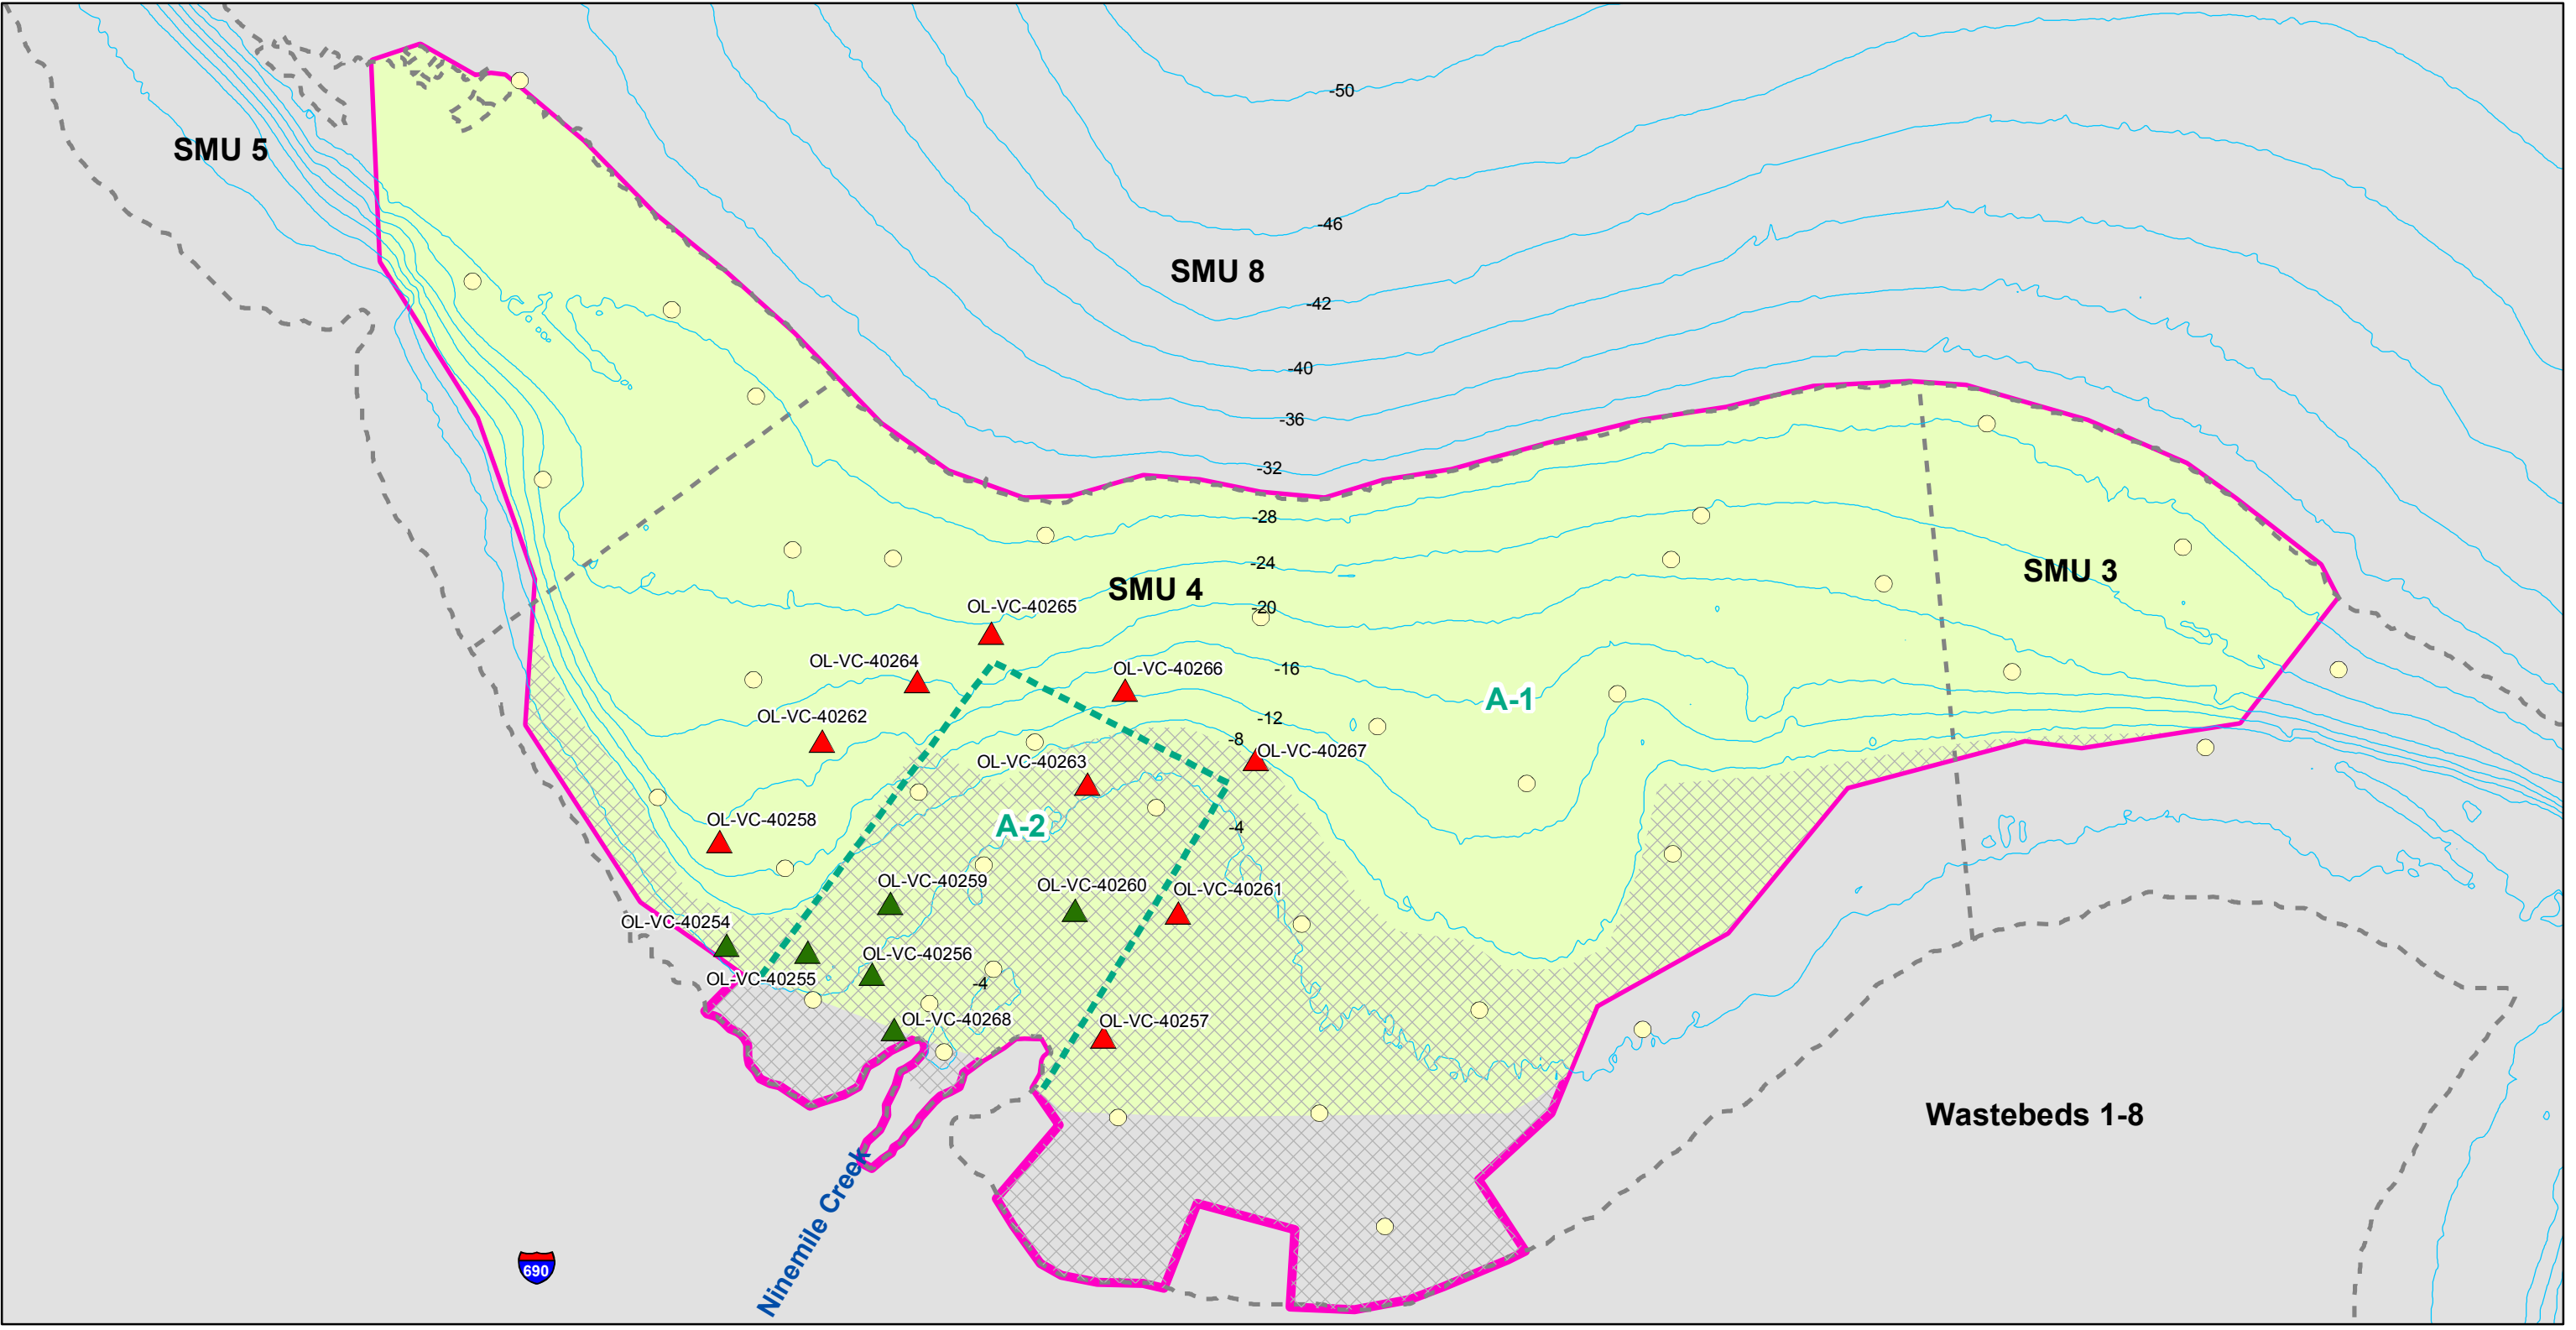 -50
SMU 5
-46
SMU 8
-42
-40
-36
-32
-28
-24
SMU 3
SMU 4
OL-VC-40265
-20
OL-VC-40264
OL-VC-40266
-16
A-1
OL-VC-40262
-12
-8
OL-VC-40267
OL-VC-40263
OL-VC-40258
A-2
-4
OL-VC-40259
OL-VC-40260
OL-VC-40261
OL-VC-40254
OL-VC-40256
OL-VC-40255
-4
OL-VC-40268
OL-VC-40257
Wastebeds 1-8
Ninemile Creek
690